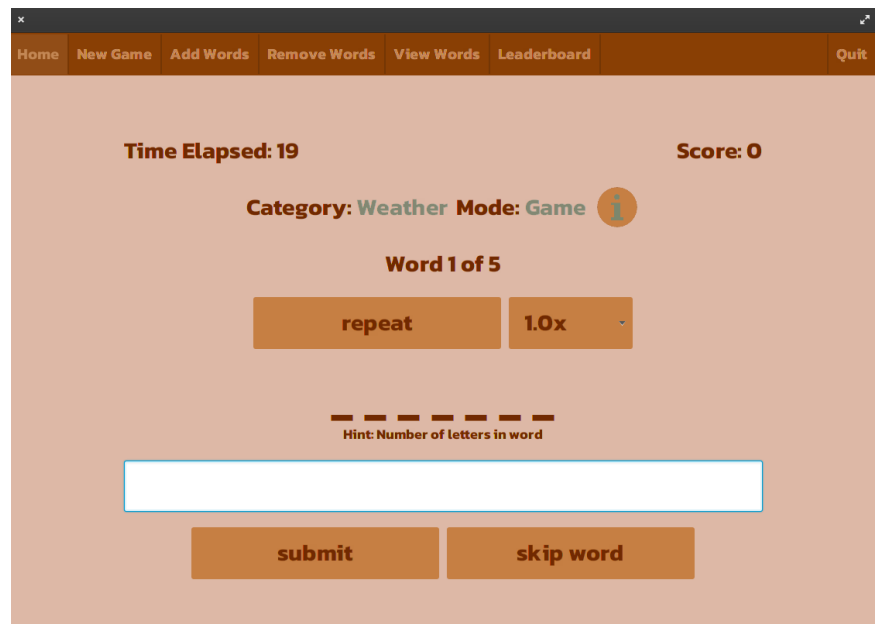 Home New Game Add Words Remove Words View Words Leaderboard Quit
Time Elapsed: 19 Score: 0
Category: Weather Mode: Game i
Word 1 of 5
repeat 1.0x
_ _ _ _ _ _ _
Hint: Number of letters in word
submit skip word